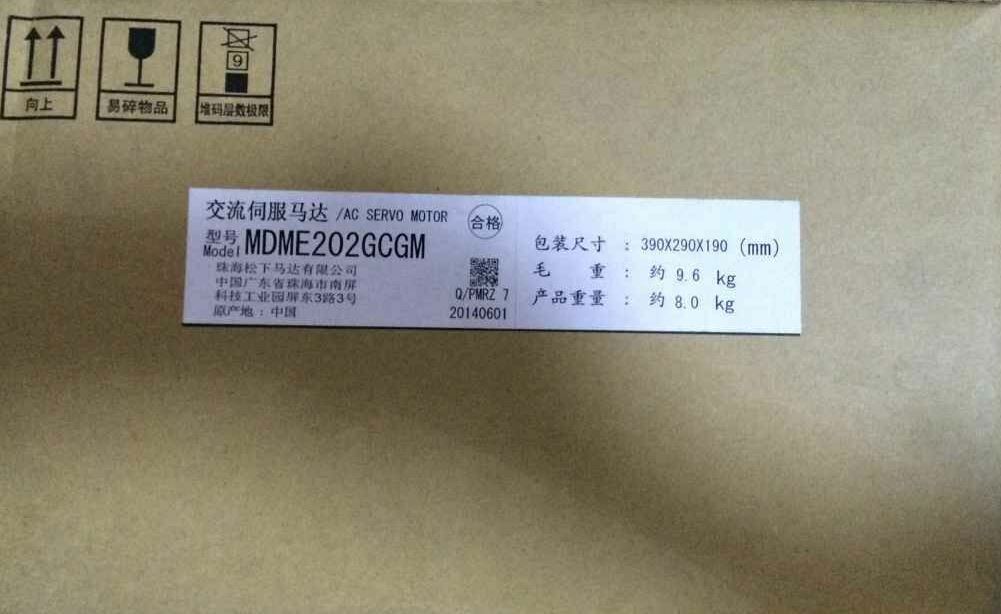 9
向上
易碎物品
堆码层数极限
交流伺服马达 /AC SERVO MOTOR
合格
型号
Model MDME202GCGM
珠海松下马达有限公司
中国广东省珠海市南屏
科技工业园屏东3路3号
原产地：中国
Q/PMRZ 7
20140601
包装尺寸 ： 390X290X190 (mm)
毛 重 ： 约 9.6 kg
产品重量 ： 约 8.0 kg